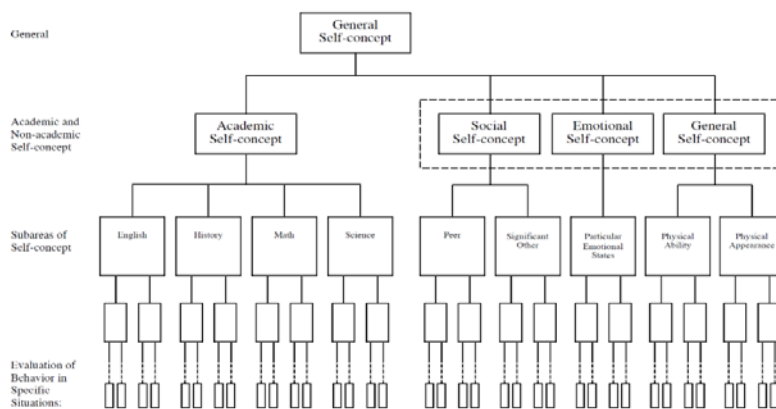 General
General
Self-concept
Academic and
Non-academic
Self-concept
Academic
Self-concept
Social
Self-concept
Emotional
Self-concept
General
Self-concept
Subareas of
Self-concept
English
History
Math
Science
Peer
Significant
Other
Particular
Emotional
States
Physical
Ability
Physical
Appearance
Evaluation of
Behavior in
Specific
Situations: